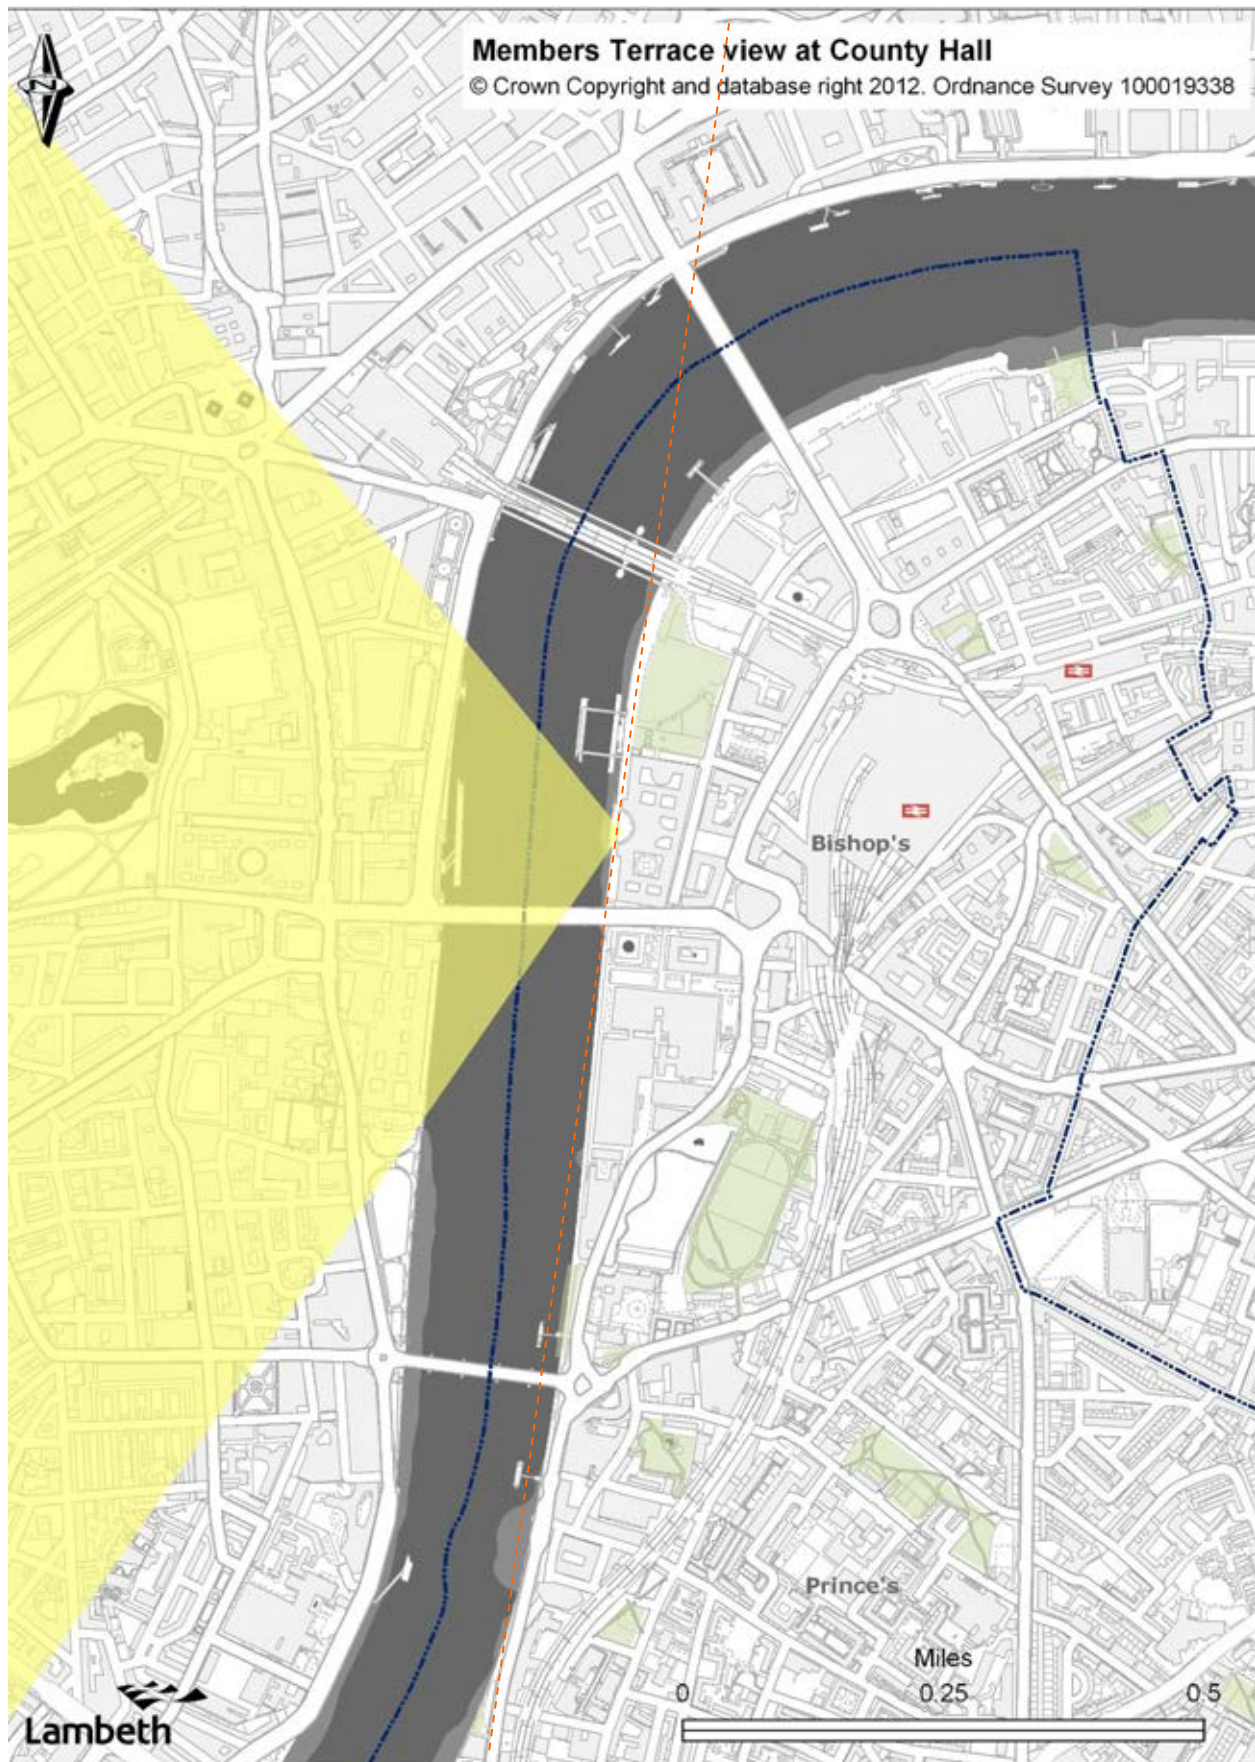 Members Terrace view at County Hall
© Crown Copyright and database right 2012. Ordnance Survey 100019338
N
Bishop's
Prince's
Miles
0 0.25 0.5
Lambeth